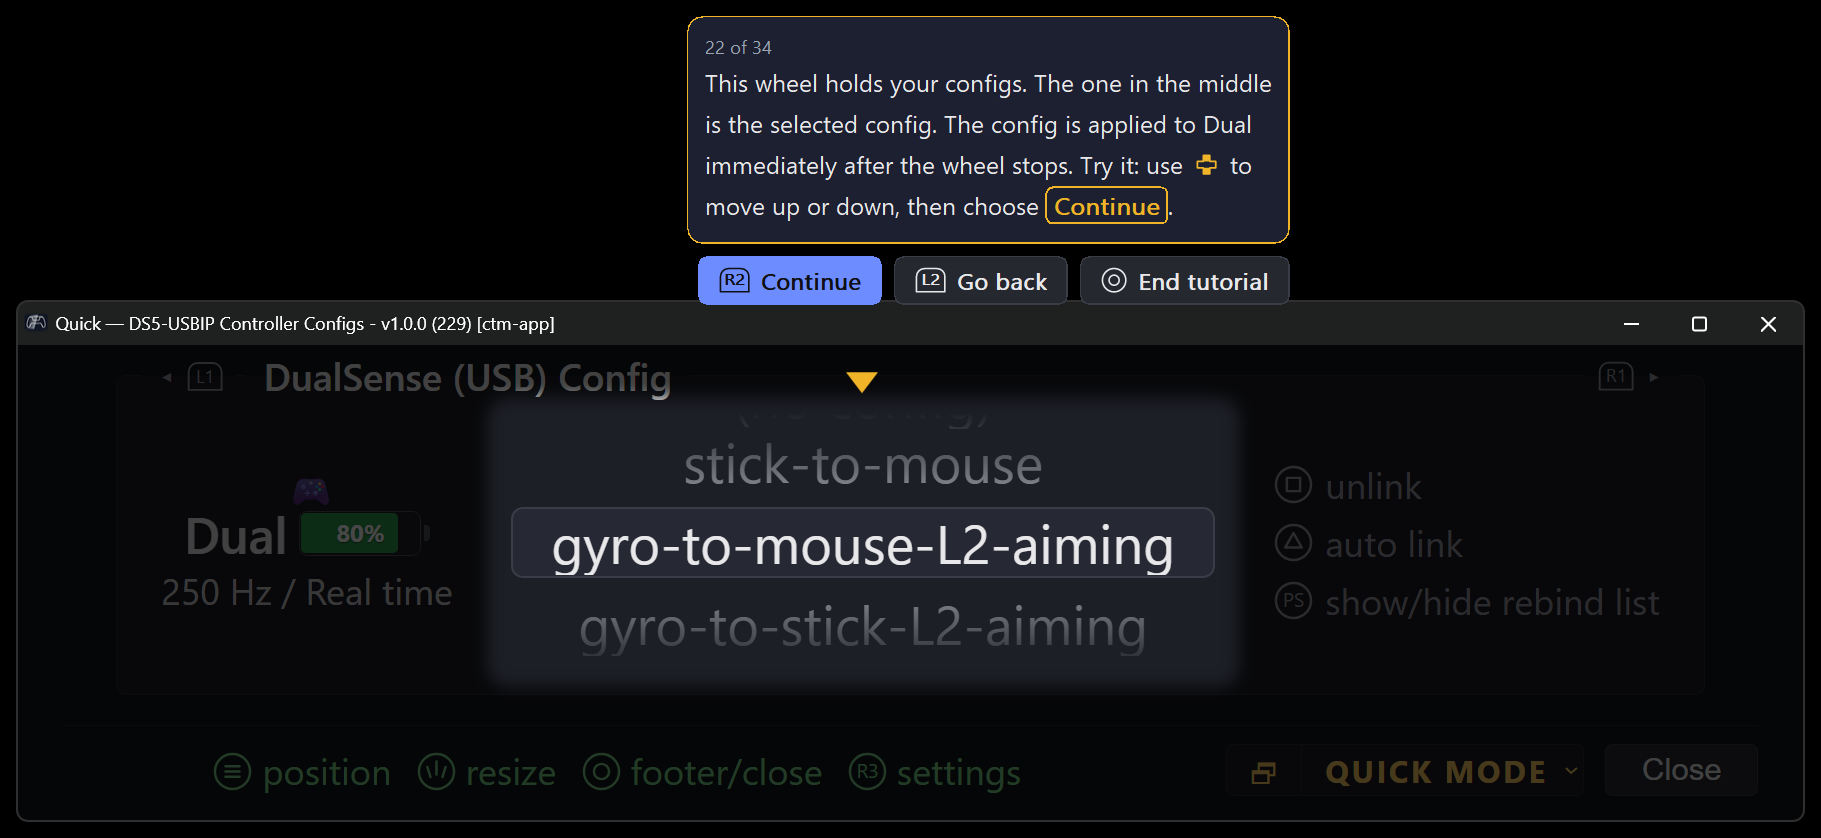 22 of 34
This wheel holds your configs. The one in the middle
is the selected config. The config is applied to Dual
immediately after the wheel stops. Try it: use to
move up or down, then choose Continue.
R2 Continue
L2 Go back
End tutorial
Quick — DS5-USBIP Controller Configs - v1.0.0 (229) [ctm-app]
L1
DualSense (USB) Config
R1
(no config)
stick-to-mouse
gyro-to-mouse-L2-aiming
gyro-to-stick-L2-aiming
Dual 80%
250 Hz / Real time
unlink
auto link
PS show/hide rebind list
position
resize
footer/close
R3 settings
QUICK MODE
Close